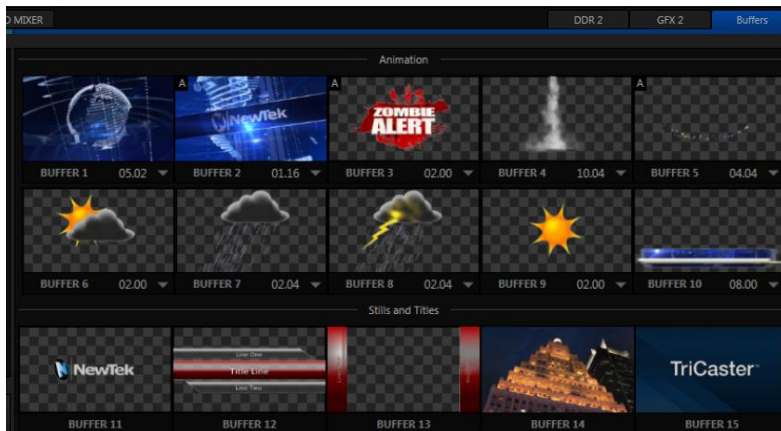 MIXER
DDR 2
GFX 2
Buffers
Animation
A
A
A
NewTek
ZOMBIE
ALERT
BUFFER 1 05.02
BUFFER 2 01.16
BUFFER 3 02.00
BUFFER 4 10.04
BUFFER 5 04.04
BUFFER 6 02.00
BUFFER 7 02.04
BUFFER 8 02.04
BUFFER 9 02.00
BUFFER 10 08.00
Stills and Titles
NewTek
Line One
Title Line
Line Two
TriCaster™
BUFFER 11
BUFFER 12
BUFFER 13
BUFFER 14
BUFFER 15